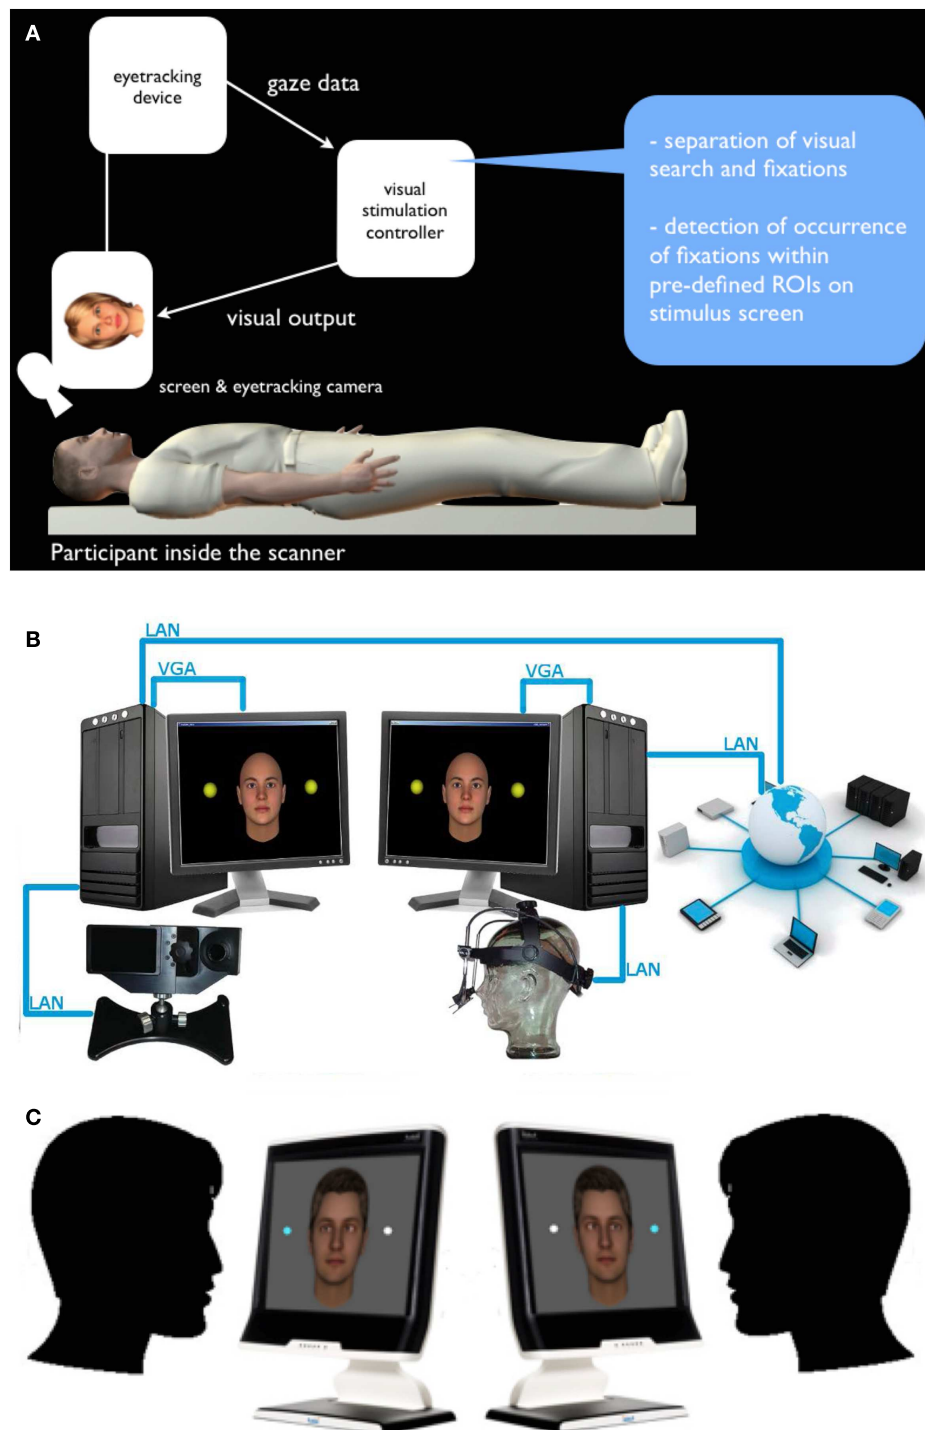 A
eyetracking
device
gaze data
visual
stimulation
controller
- separation of visual
search and fixations
- detection of occurrence
of fixations within
pre-defined ROIs on
stimulus screen
visual output
screen & eyetracking camera
Participant inside the scanner
B
LAN
VGA
VGA
LAN
LAN
LAN
C